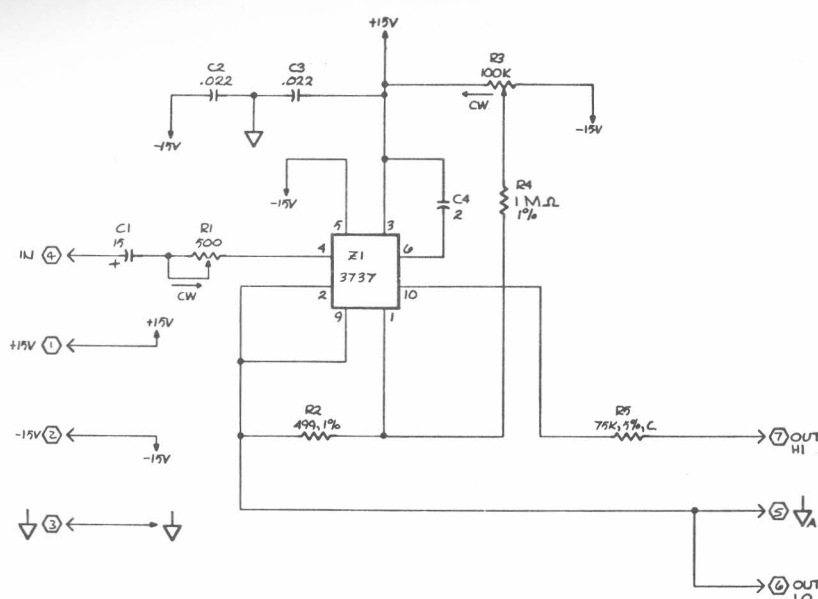 +15V
R3
100K
CW
-15V
C2
.022
C3
.022
-15V
-15V
R4
1 MΩ
1%
C4
2
5
3
C1
15
+
R1
500
CW
IN 4
4
Z1
3737
6
2
10
9
1
+15V
+15V 1
R2
499, 1%
R5
75K, 5%, C.
-15V 2
-15V
7 OUT
HI
3
5 A
6 OUT
LO